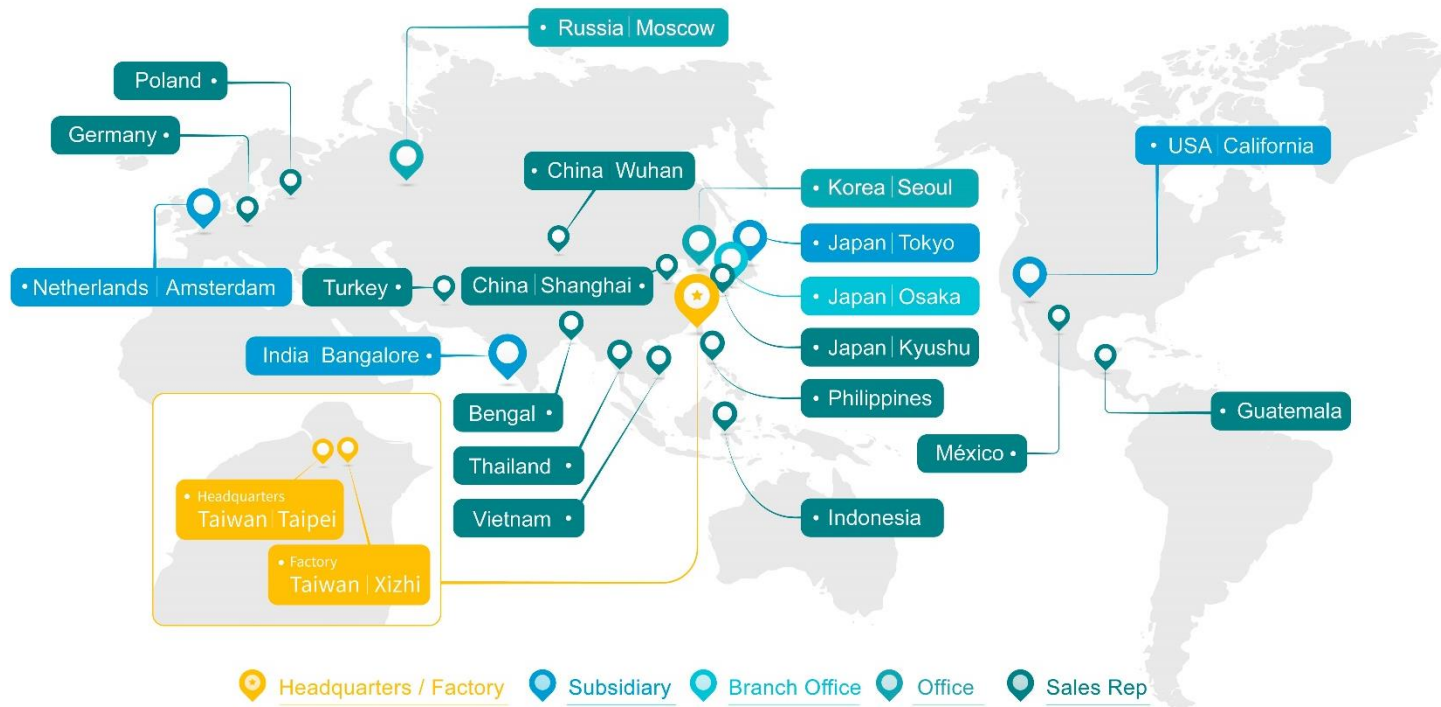 • Russia | Moscow
Poland •
Germany •
• USA | California
• China Wuhan
• Korea | Seoul
• Japan | Tokyo
• Netherlands | Amsterdam
Turkey •
China | Shanghai •
• Japan | Osaka
India Bangalore •
• Japan | Kyushu
• Philippines
Bengal •
• Guatemala
México •
Thailand •
• Headquarters
Taiwan | Taipei
Vietnam •
• Indonesia
• Factory
Taiwan | Xizhi
Headquarters / Factory
Subsidiary
Branch Office
Office
Sales Rep